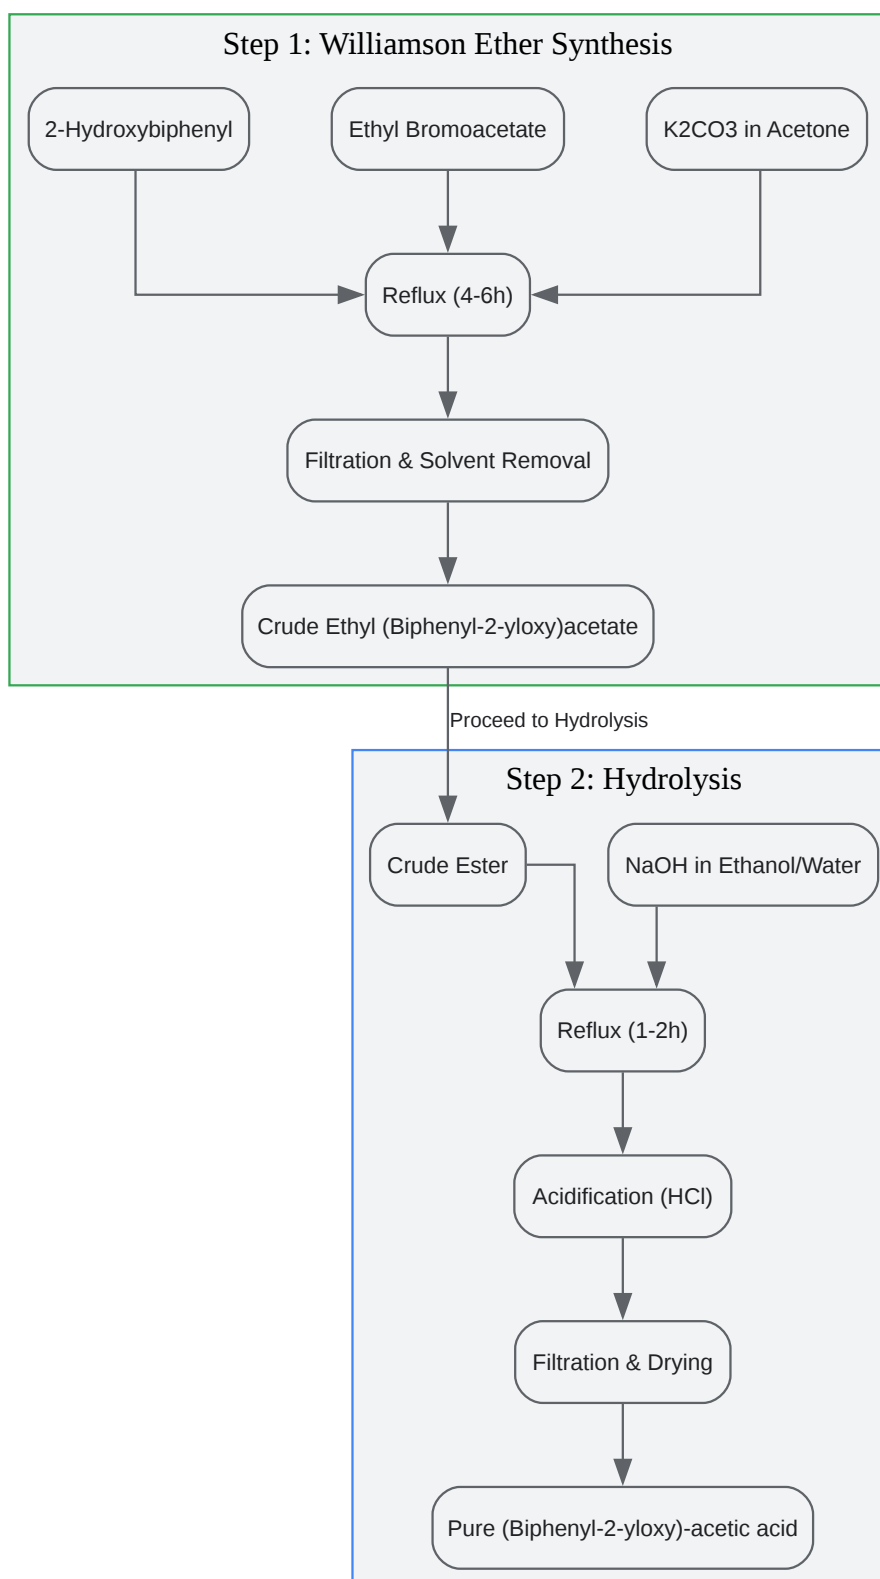 Step 1: Williamson Ether Synthesis
2-Hydroxybiphenyl
Ethyl Bromoacetate
K2CO3 in Acetone
Reflux (4-6h)
Filtration & Solvent Removal
Crude Ethyl (Biphenyl-2-yloxy)acetate
Proceed to Hydrolysis
Step 2: Hydrolysis
Crude Ester
NaOH in Ethanol/Water
Reflux (1-2h)
Acidification (HCl)
Filtration & Drying
Pure (Biphenyl-2-yloxy)-acetic acid